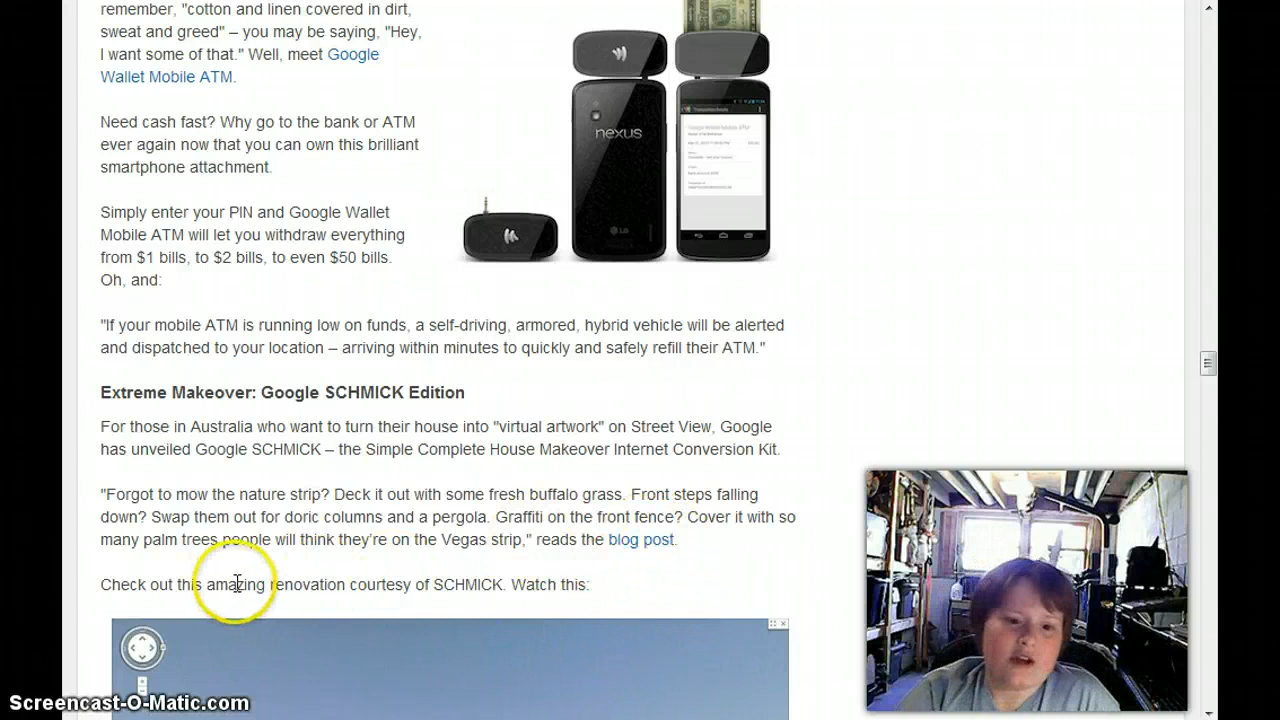 remember, "cotton and linen covered in dirt,
sweat and greed" – you may be saying, "Hey,
I want some of that." Well, meet Google
Wallet Mobile ATM.
nexus
LG
Need cash fast? Why go to the bank or ATM
ever again now that you can own this brilliant
smartphone attachment.
Simply enter your PIN and Google Wallet
Mobile ATM will let you withdraw everything
from $1 bills, to $2 bills, to even $50 bills.
Oh, and:
"If your mobile ATM is running low on funds, a self-driving, armored, hybrid vehicle will be alerted
and dispatched to your location – arriving within minutes to quickly and safely refill their ATM."
Extreme Makeover: Google SCHMICK Edition
For those in Australia who want to turn their house into "virtual artwork" on Street View, Google
has unveiled Google SCHMICK – the Simple Complete House Makeover Internet Conversion Kit.
"Forgot to mow the nature strip? Deck it out with some fresh buffalo grass. Front steps falling
down? Swap them out for doric columns and a pergola. Graffiti on the front fence? Cover it with so
many palm trees people will think they're on the Vegas strip," reads the blog post.
Check out this amazing renovation courtesy of SCHMICK. Watch this:
Screencast-O-Matic.com